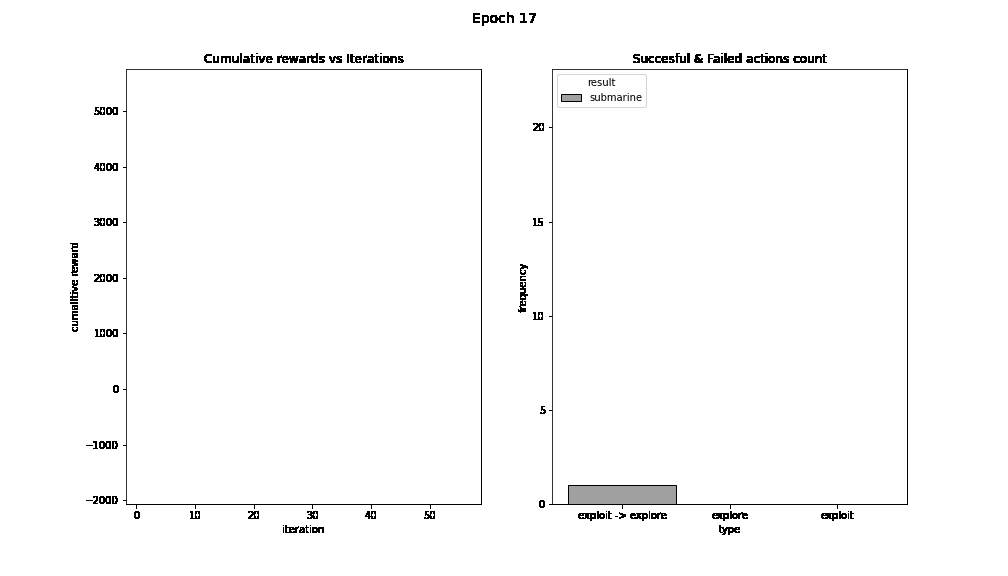 Epoch 17
Cumulative rewards vs Iterations
5000
4000
3000
2000
1000
0
−1000
−2000
cumalitive reward
0 10 20 30 40 50
iteration
Succesful & Failed actions count
result
submarine
20
15
10
5
0
frequency
exploit -> explore explore exploit
type